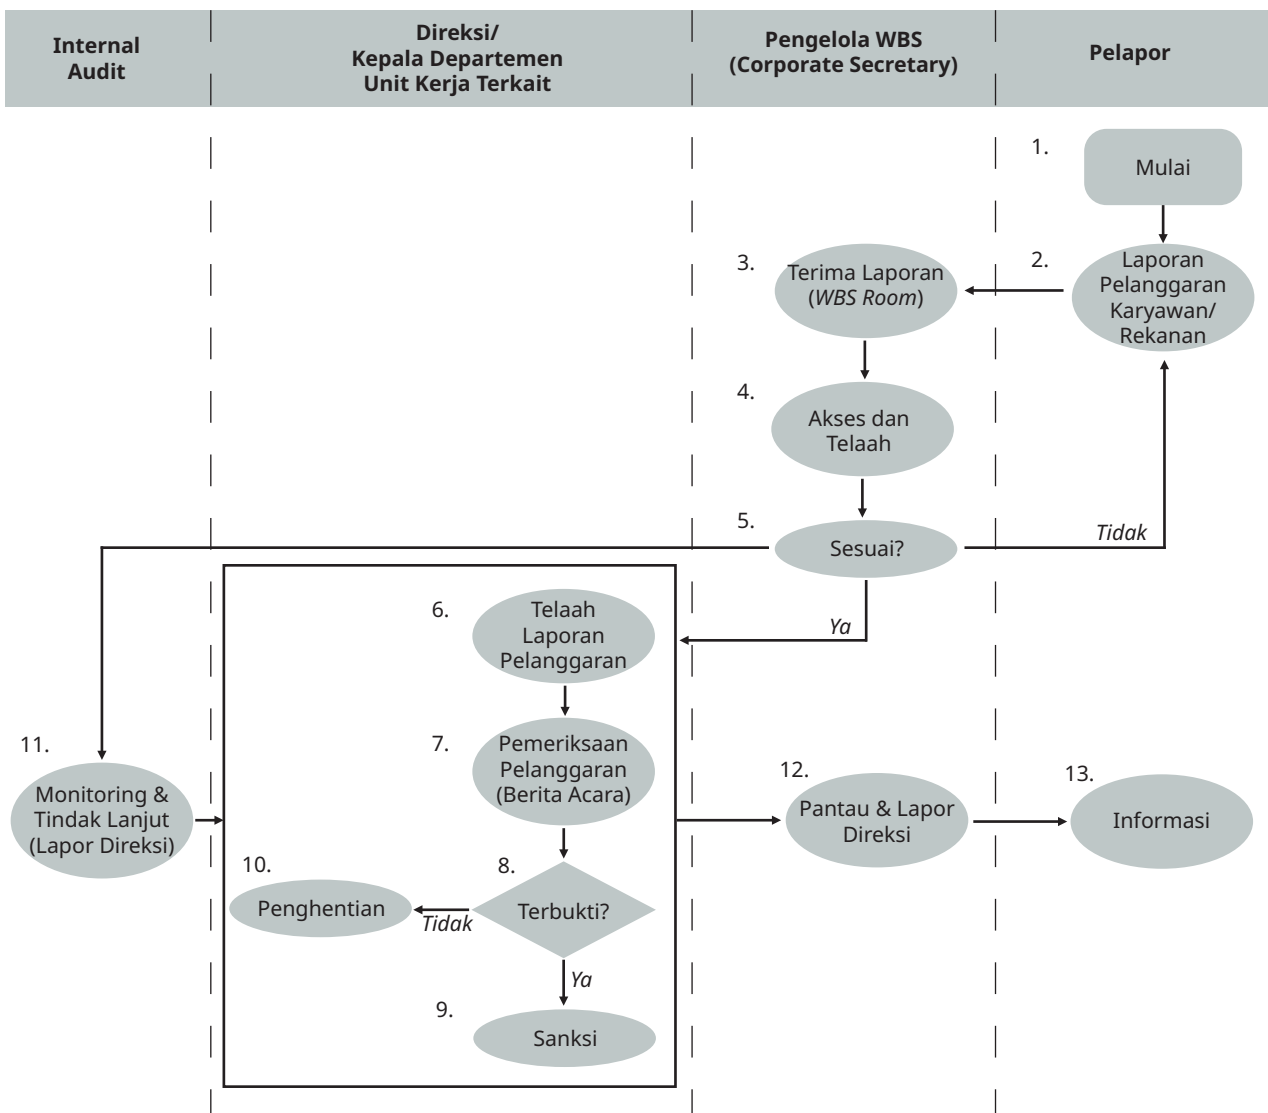 Internal
Audit
Direksi/
Kepala Departemen
Unit Kerja Terkait
Pengelola WBS
(Corporate Secretary)
Pelapor
1.
Mulai
2.
Laporan
Pelanggaran
Karyawan/
Rekanan
3.
Terima Laporan
(WBS Room)
4.
Akses dan
Telaah
5.
Sesuai?
Tidak
Ya
6.
Telaah
Laporan
Pelanggaran
7.
Pemeriksaan
Pelanggaran
(Berita Acara)
8.
Terbukti?
Tidak
Ya
9.
Sanksi
10.
Penghentian
11.
Monitoring &
Tindak Lanjut
(Lapor Direksi)
12.
Pantau & Lapor
Direksi
13.
Informasi